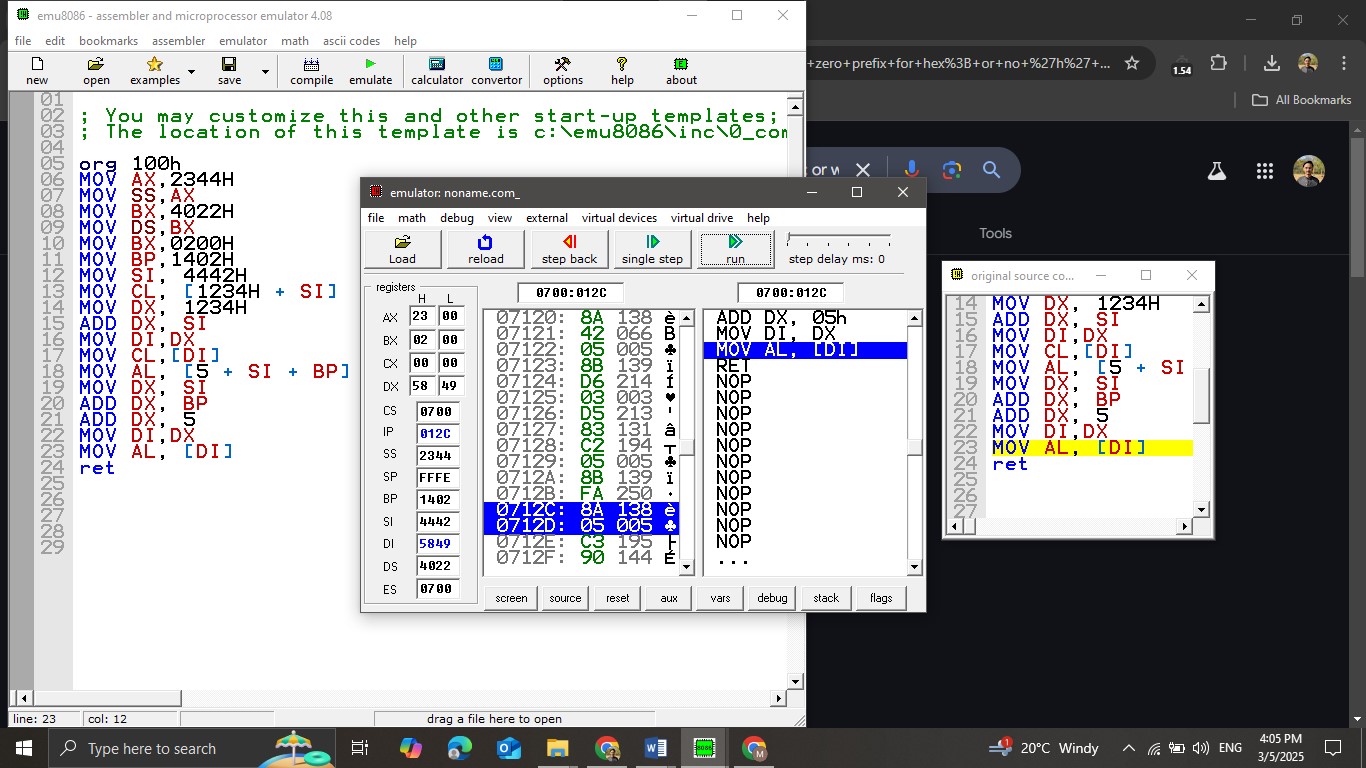 emu8086 - assembler and microprocessor emulator 4.08
file edit bookmarks assembler emulator math ascii codes help
new open examples save compile emulate calculator convertor options help about
01
02 ; You may customize this and other start-up templates;
03 ; The location of this template is c:\emu8086\inc\0_com
04
05 org 100h
06 MOV AX,2344H
07 MOV SS,AX
08 MOV BX,4022H
09 MOV DS,BX
10 MOV BX,0200H
11 MOV BP,1402H
12 MOV SI, 4442H
13 MOV CL, [1234H + SI]
14 MOV DX, 1234H
15 ADD DX, SI
16 MOV DI,DX
17 MOV CL,[DI]
18 MOV AL, [5 + SI + BP]
19 MOV DX, SI
20 ADD DX, BP
21 ADD DX, 5
22 MOV DI,DX
23 MOV AL, [DI]
24 ret
25
26
27
28
29
line: 23 col: 12 drag a file here to open
zero prefix for hex%3B + or + no + %27h%27 + ...
1.54
All Bookmarks
or w
Tools
emulator: noname.com_
file math debug view external virtual devices virtual drive help
Load reload step back single step run step delay ms: 0
registers
H L
AX 23 00
BX 02 00
CX 00 00
DX 58 49
CS 0700
IP 012C
SS 2344
SP FFFE
BP 1402
SI 4442
DI 5849
DS 4022
ES 0700
0700:012C 0700:012C
07120: 8A 138 è
07121: 42 066 B
07122: 05 005 ♣
07123: 8B 139 ï
07124: D6 214
07125: 03 003 ♥
07126: D5 213
07127: 83 131 â
07128: C2 194 ┬
07129: 05 005 ♣
0712A: 8B 139 ï
0712B: FA 250 ·
0712C: 8A 138 è
0712D: 05 005 ♣
0712E: C3 195 ├
0712F: 90 144 É
ADD DX, 05h
MOV DI, DX
MOV AL, [DI]
RET
NOP
NOP
NOP
NOP
NOP
NOP
NOP
NOP
NOP
NOP
NOP
...
screen source reset aux vars debug stack flags
original source co...
14 MOV DX, 1234H
15 ADD DX, SI
16 MOV DI,DX
17 MOV CL,[DI]
18 MOV AL, [5 + SI
19 MOV DX, SI
20 ADD DX, BP
21 ADD DX, 5
22 MOV DI,DX
23 MOV AL, [DI]
24 ret
25
26
27
Type here to search
20°C Windy
ENG
4:05 PM
3/5/2025